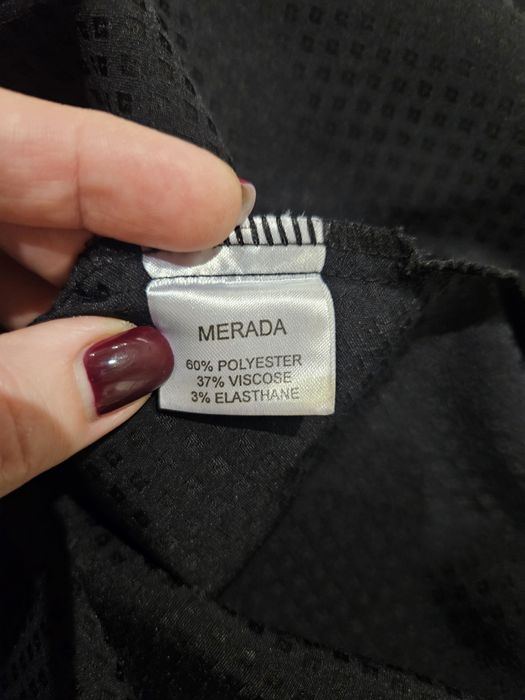 MERADA
60% POLYESTER
37% VISCOSE
3% ELASTHANE